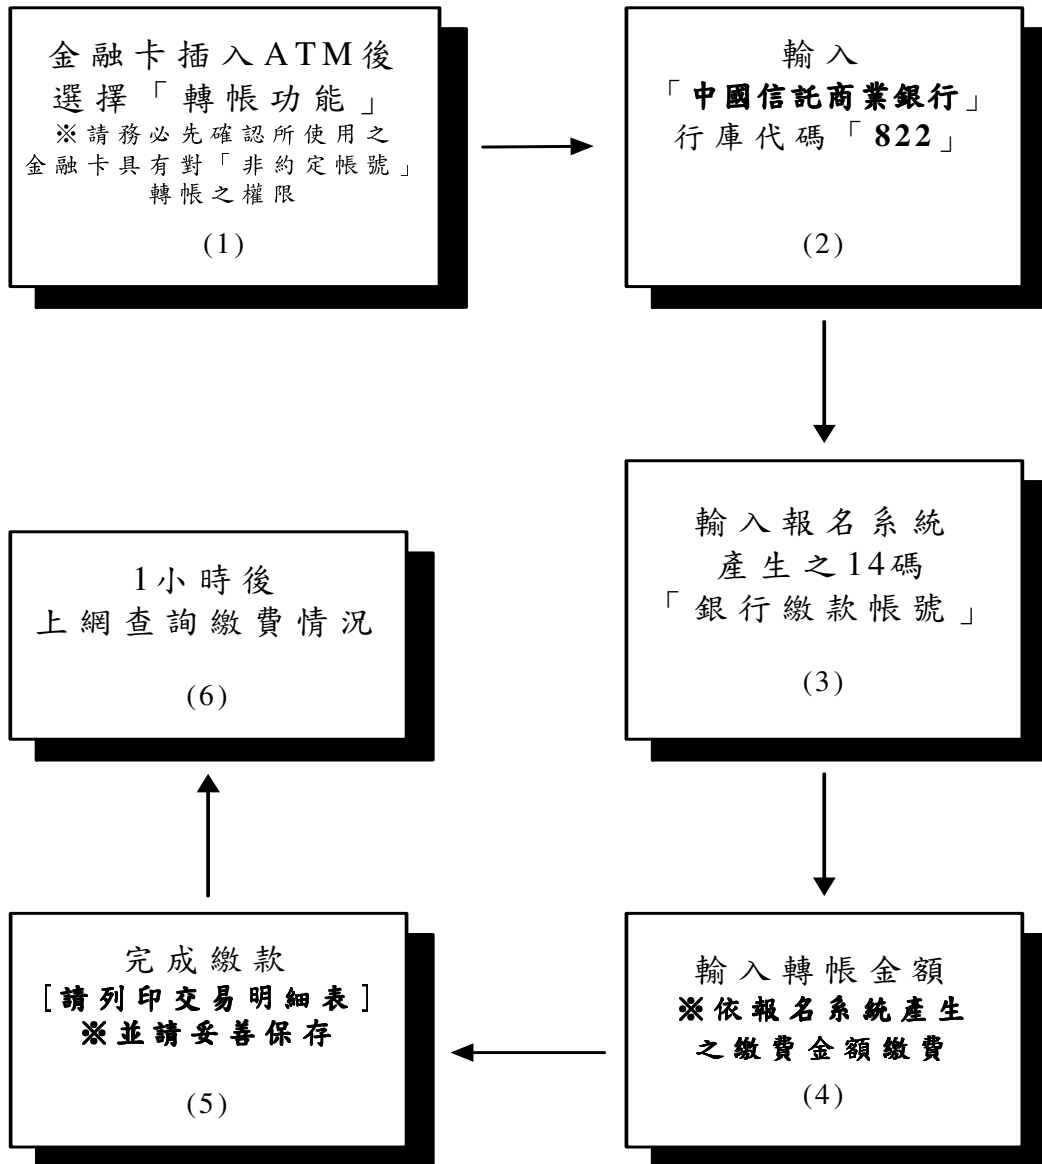 金融卡插入ATM後
選擇「轉帳功能」
※請務必先確認所使用之
金融卡具有對「非約定帳號」
轉帳之權限
(1)
輸入
「中國信託商業銀行」
行庫代碼「822」
(2)
輸入報名系統
產生之14碼
「銀行繳款帳號」
(3)
輸入轉帳金額
※依報名系統產生
之繳費金額繳費
(4)
完成繳款
[請列印交易明細表]
※並請妥善保存
(5)
1小時後
上網查詢繳費情況
(6)